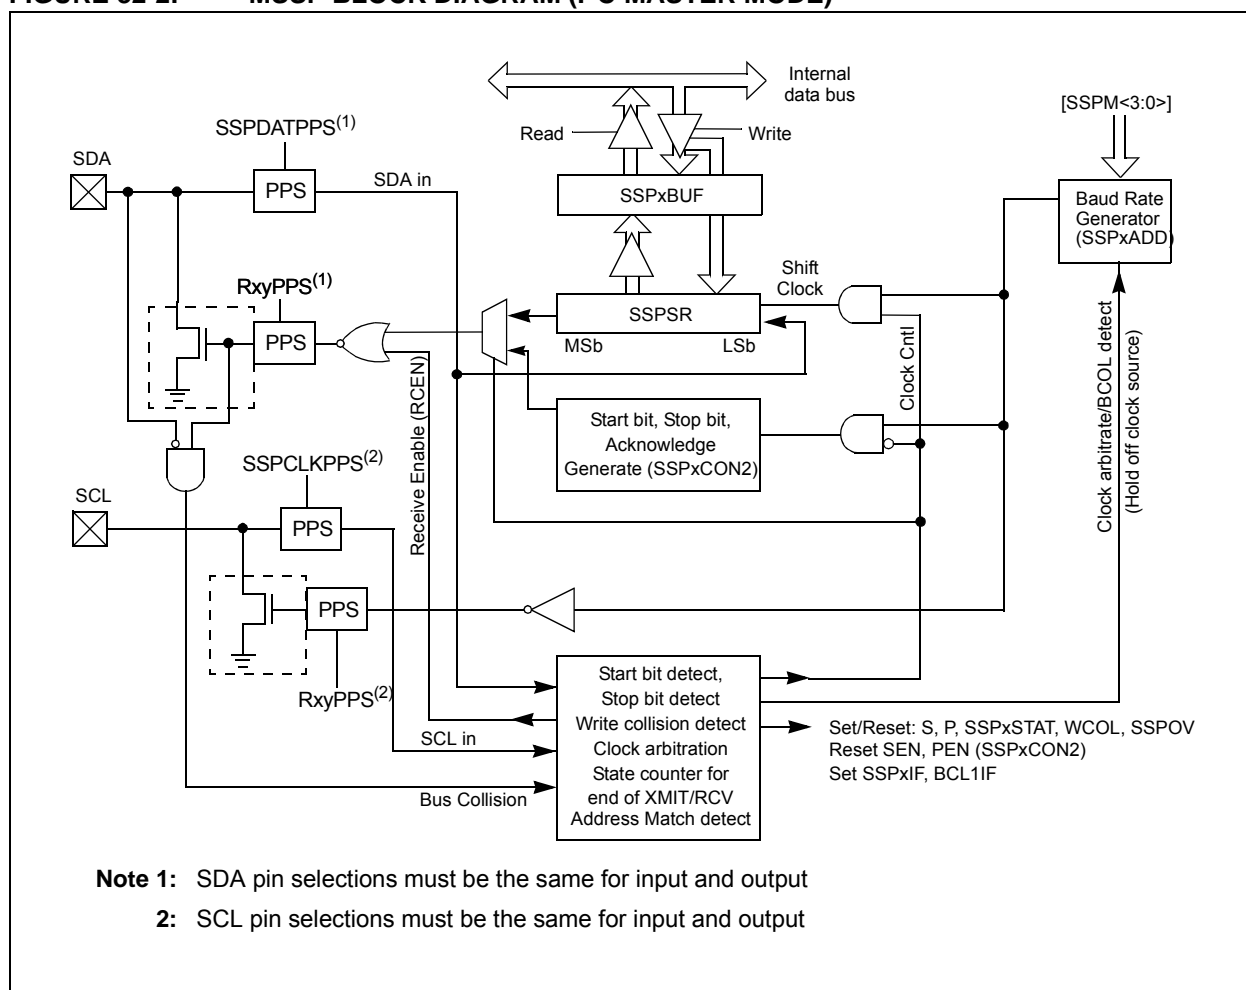 Internal
data bus
[SSPM<3:0>]
SSPDATPPS(1)
Read
Write
SDA
PPS
SDA in
SSPxBUF
Baud Rate
Generator
(SSPxADD)
RxyPPS(1)
Shift
Clock
PPS
SSPSR
MSb
LSb
Clock Cntl
Receive Enable (RCEN)
Clock arbitrate/BCOL detect
(Hold off clock source)
Start bit, Stop bit,
Acknowledge
Generate (SSPxCON2)
SSPCLKPPS(2)
SCL
PPS
PPS
RxyPPS(2)
SCL in
Bus Collision
Start bit detect,
Stop bit detect
Write collision detect
Clock arbitration
State counter for
end of XMIT/RCV
Address Match detect
Set/Reset: S, P, SSPxSTAT, WCOL, SSPOV
Reset SEN, PEN (SSPxCON2)
Set SSPxIF, BCL1IF
Note 1: SDA pin selections must be the same for input and output
2: SCL pin selections must be the same for input and output